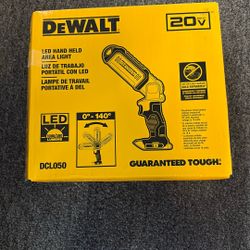 DEWALT
20V
LED HAND HELD
AREA LIGHT
LUZ DE TRABAJO
PORTÁTIL CON LED
LAMPE DE TRAVAIL
PORTATIVE À DEL
LED
0°-140°
DCL050
GUARANTEED TOUGH.